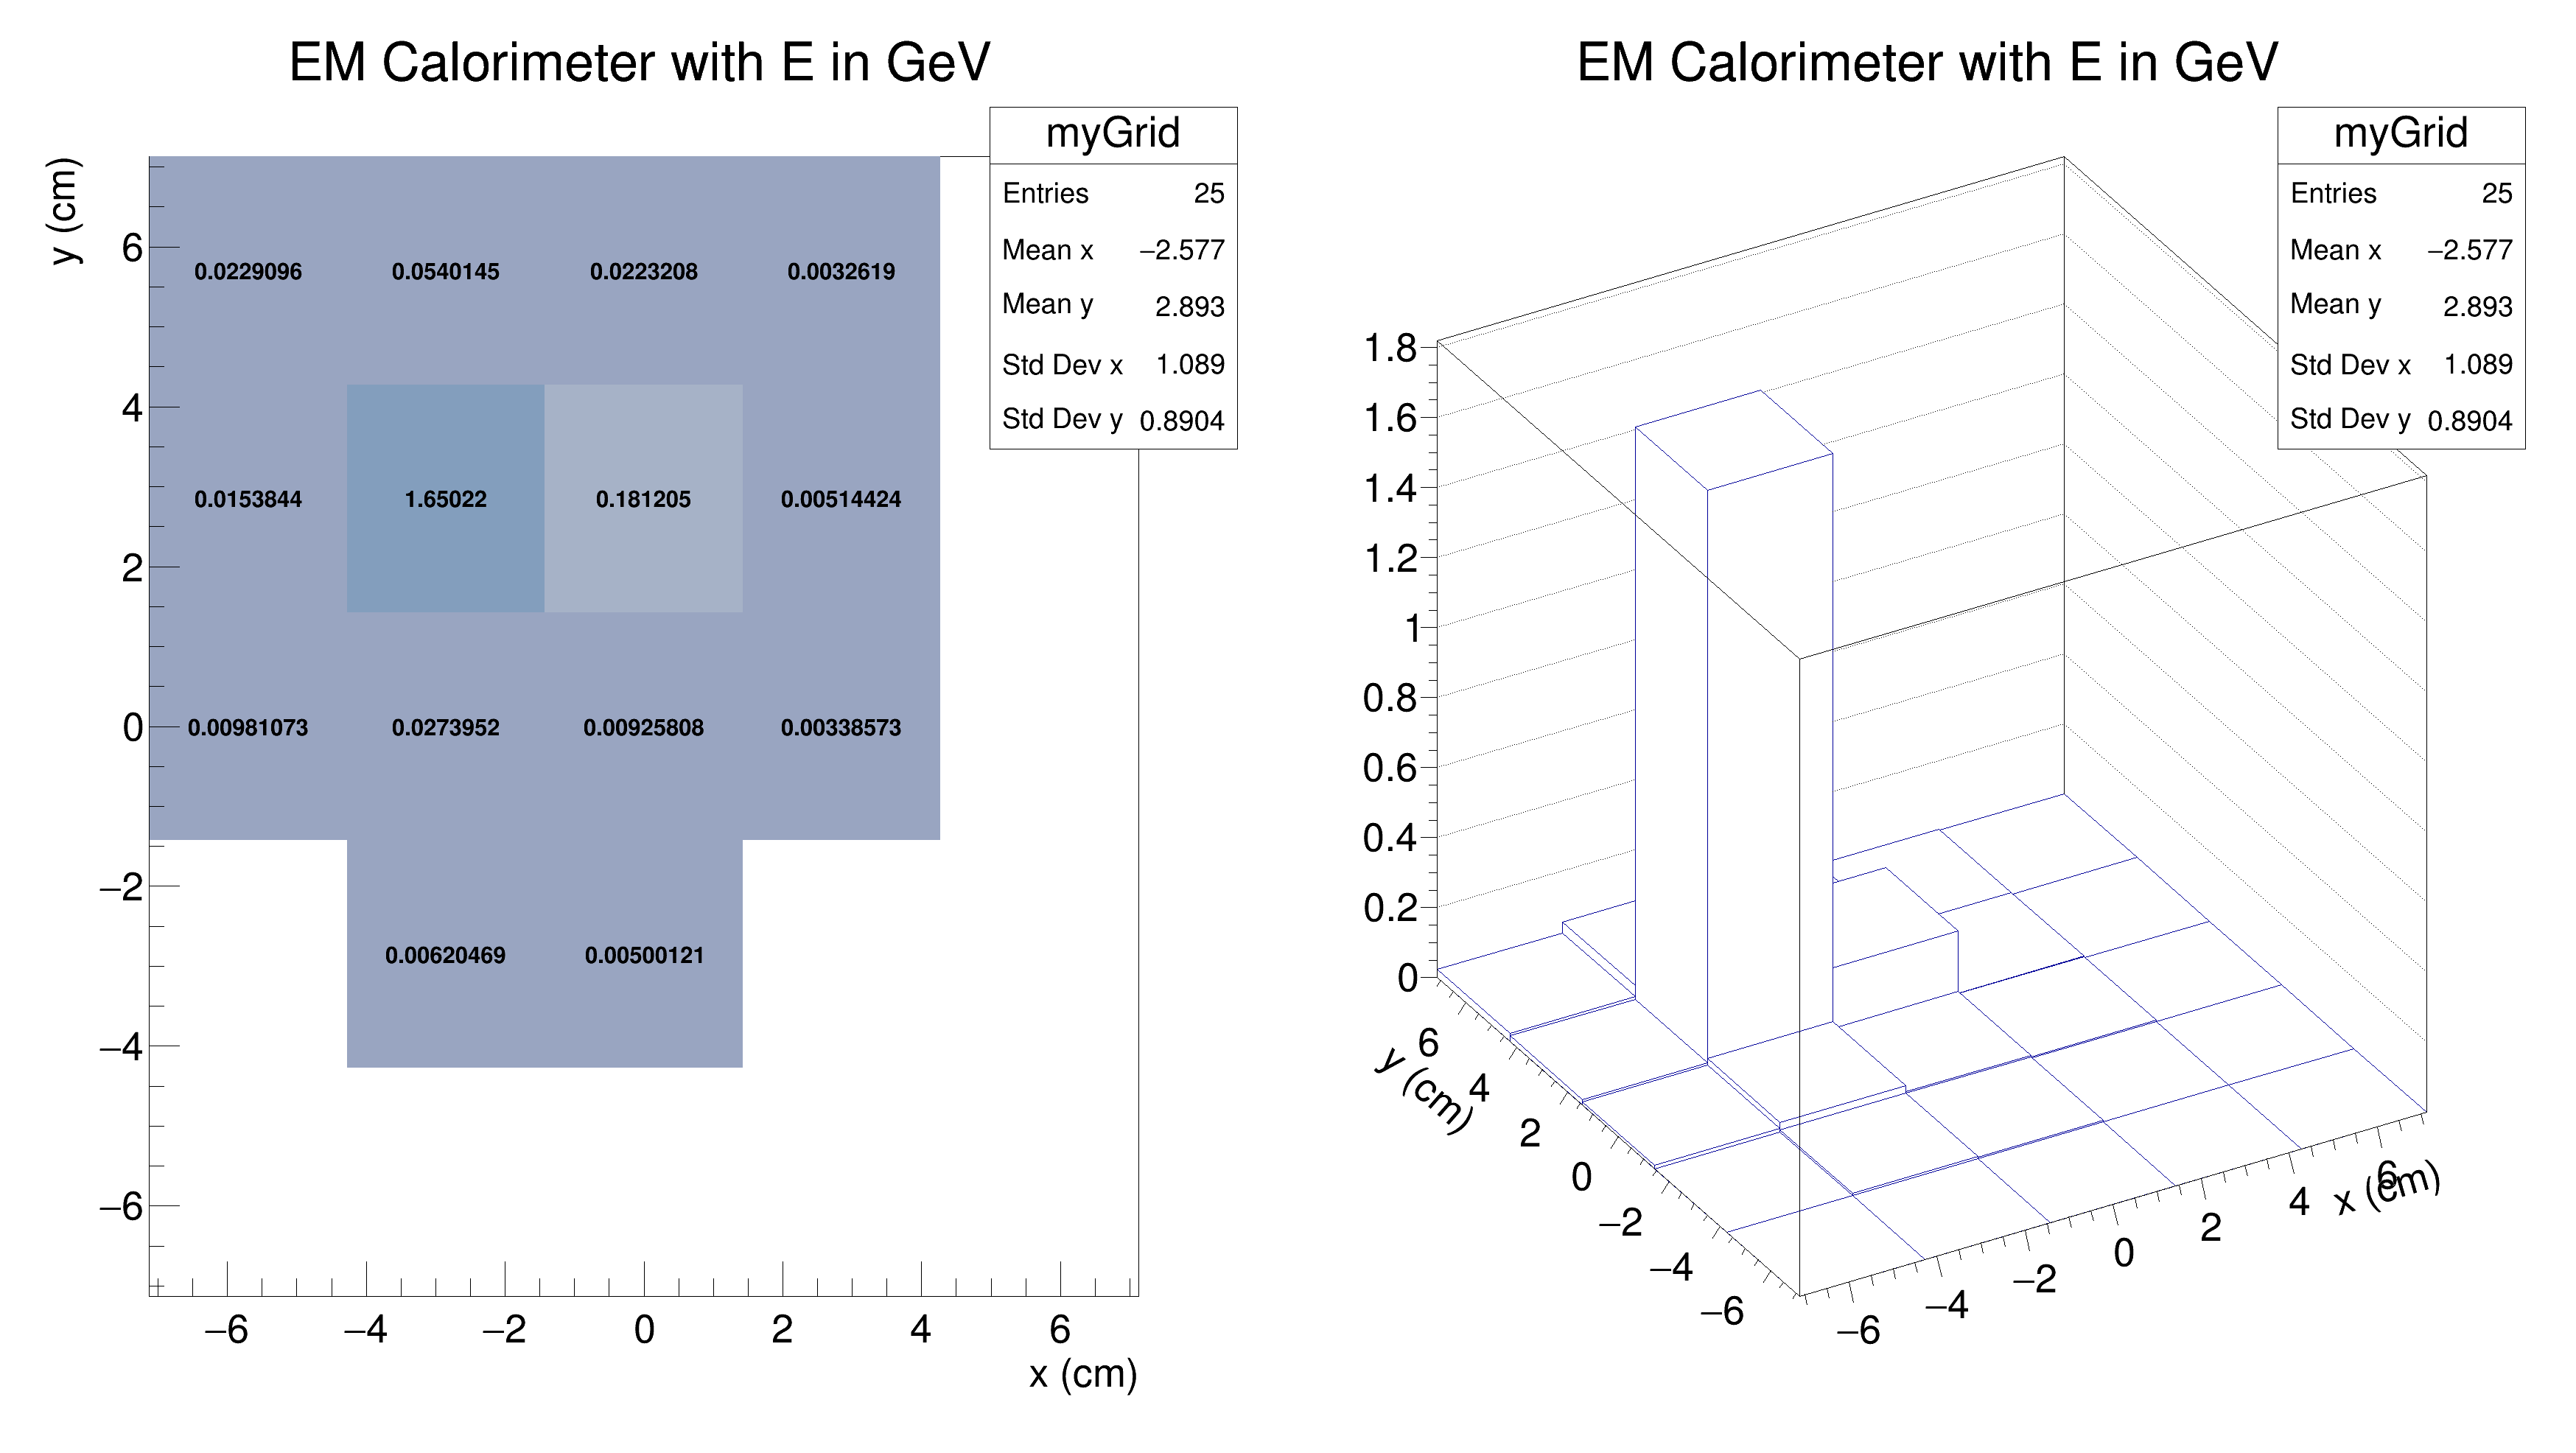 EM Calorimeter with E in GeV
myGrid
Entries 25
Mean x −2.577
Mean y 2.893
Std Dev x 1.089
Std Dev y 0.8904
y (cm)
6
4
2
0
−2
−4
−6
0.0229096 0.0540145 0.0223208 0.0032619
0.0153844 1.65022 0.181205 0.00514424
0.00981073 0.0273952 0.00925808 0.00338573
0.00620469 0.00500121
−6 −4 −2 0 2 4 6
x (cm)
EM Calorimeter with E in GeV
myGrid
Entries 25
Mean x −2.577
Mean y 2.893
Std Dev x 1.089
Std Dev y 0.8904
1.8
1.6
1.4
1.2
1
0.8
0.6
0.4
0.2
0
y (cm)
6
4
2
0
−2
−4
−6
−6
−4
−2
0
2
4
6
x (cm)